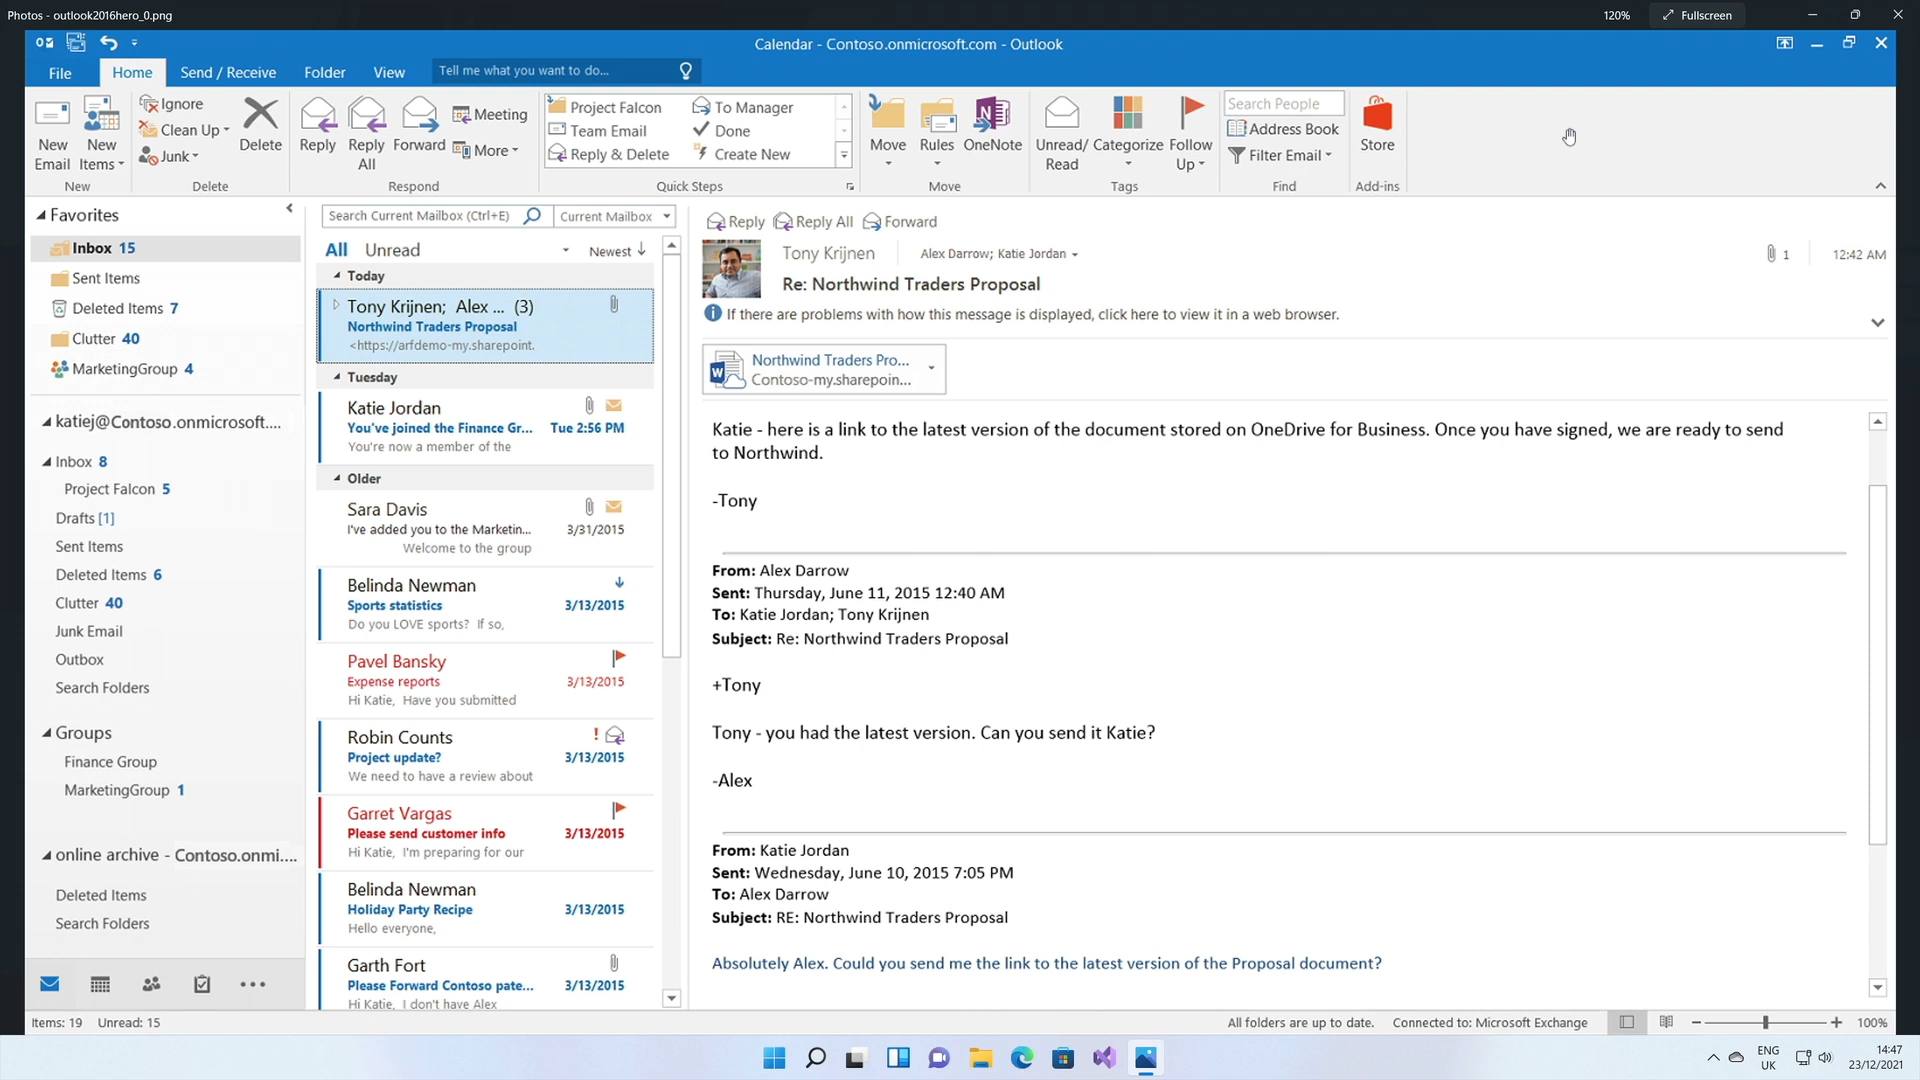 Photos - outlook2016hero_0.png
120%
Fullscreen
Calendar - Contoso.onmicrosoft.com - Outlook
File
Home
Send / Receive
Folder
View
Tell me what you want to do...
New Email
New Items
New
Ignore
Clean Up
Junk
Delete
Delete
Reply
Reply All
Forward
Meeting
More
Respond
Project Falcon
To Manager
Team Email
Done
Reply & Delete
Create New
Quick Steps
Move
Rules
OneNote
Move
Unread/ Read
Categorize
Follow Up
Tags
Search People
Address Book
Filter Email
Find
Store
Add-ins
Favorites
Inbox 15
Sent Items
Deleted Items 7
Clutter 40
MarketingGroup 4
katiej@Contoso.onmicrosoft....
Inbox 8
Project Falcon 5
Drafts [1]
Sent Items
Deleted Items 6
Clutter 40
Junk Email
Outbox
Search Folders
Groups
Finance Group
MarketingGroup 1
online archive - Contoso.onmi....
Deleted Items
Search Folders
Search Current Mailbox (Ctrl+E)
Current Mailbox
All
Unread
Newest
Today
Tony Krijnen; Alex ... (3)
Northwind Traders Proposal
<https://arfdemo-my.sharepoint.
Tuesday
Katie Jordan
You've joined the Finance Gr... Tue 2:56 PM
You're now a member of the
Older
Sara Davis
I've added you to the Marketin... 3/31/2015
Welcome to the group
Belinda Newman
Sports statistics 3/13/2015
Do you LOVE sports? If so,
Pavel Bansky
Expense reports 3/13/2015
Hi Katie, Have you submitted
Robin Counts
Project update? 3/13/2015
We need to have a review about
Garret Vargas
Please send customer info 3/13/2015
Hi Katie, I'm preparing for our
Belinda Newman
Holiday Party Recipe 3/13/2015
Hello everyone,
Garth Fort
Please Forward Contoso pate... 3/13/2015
Hi Katie, I don't have Alex
Reply
Reply All
Forward
Tony Krijnen
Alex Darrow; Katie Jordan
1
12:42 AM
Re: Northwind Traders Proposal
If there are problems with how this message is displayed, click here to view it in a web browser.
Northwind Traders Pro...
Contoso-my.sharepoin...
Katie - here is a link to the latest version of the document stored on OneDrive for Business. Once you have signed, we are ready to send
to Northwind.
-Tony
From: Alex Darrow
Sent: Thursday, June 11, 2015 12:40 AM
To: Katie Jordan; Tony Krijnen
Subject: Re: Northwind Traders Proposal
+Tony
Tony - you had the latest version. Can you send it Katie?
-Alex
From: Katie Jordan
Sent: Wednesday, June 10, 2015 7:05 PM
To: Alex Darrow
Subject: RE: Northwind Traders Proposal
Absolutely Alex. Could you send me the link to the latest version of the Proposal document?
Items: 19 Unread: 15
All folders are up to date.
Connected to: Microsoft Exchange
100%
ENG
UK
14:47
23/12/2021